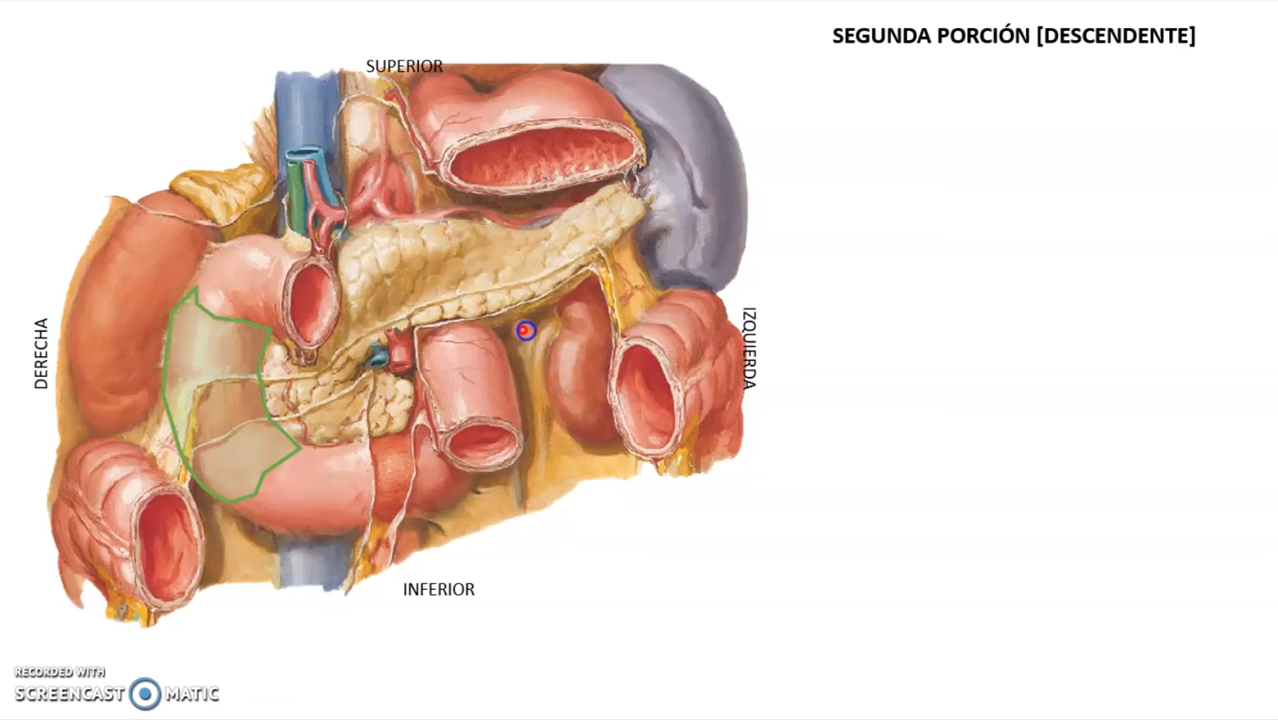 SEGUNDA PORCIÓN [DESCENDENTE]
SUPERIOR
DERECHA
IZQUIERDA
INFERIOR
RECORDED WITH
SCREENCAST MATIC